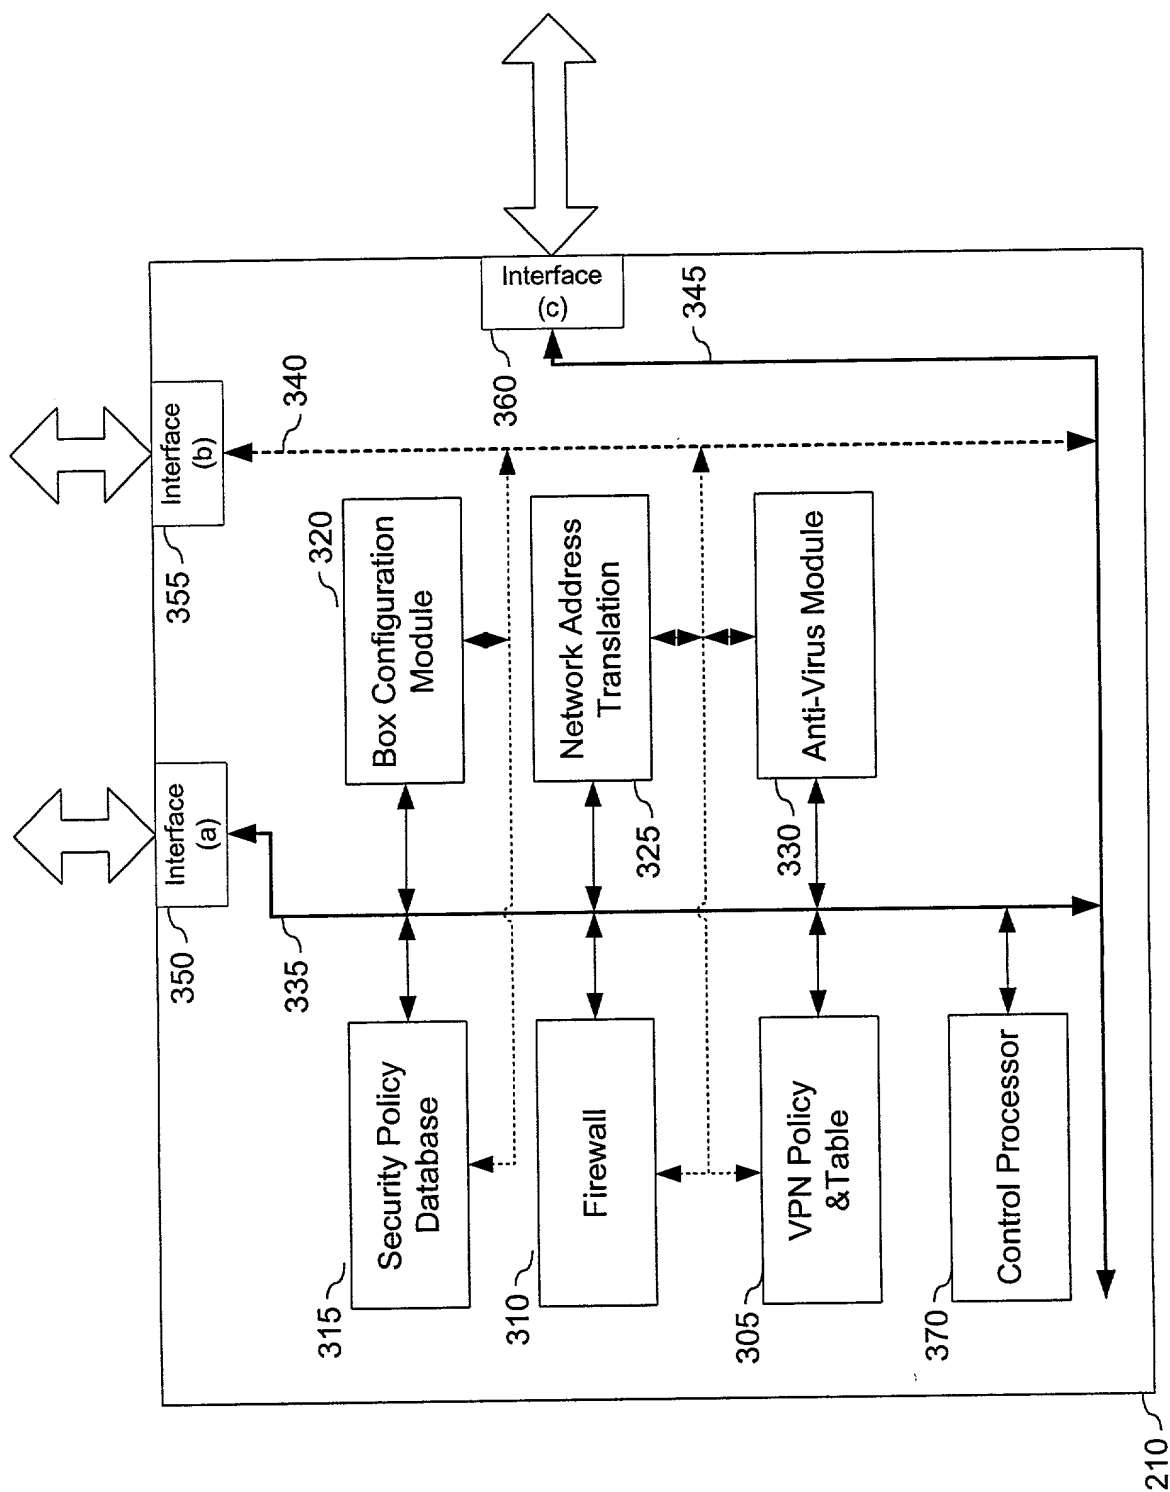 210
315
Security Policy
Database
310
Firewall
305
VPN Policy
&Table
370
Control Processor
350
Interface
(a)
335
320
Box Configuration
Module
325
Network Address
Translation
330
Anti-Virus Module
355
Interface
(b)
340
360
Interface
(c)
345